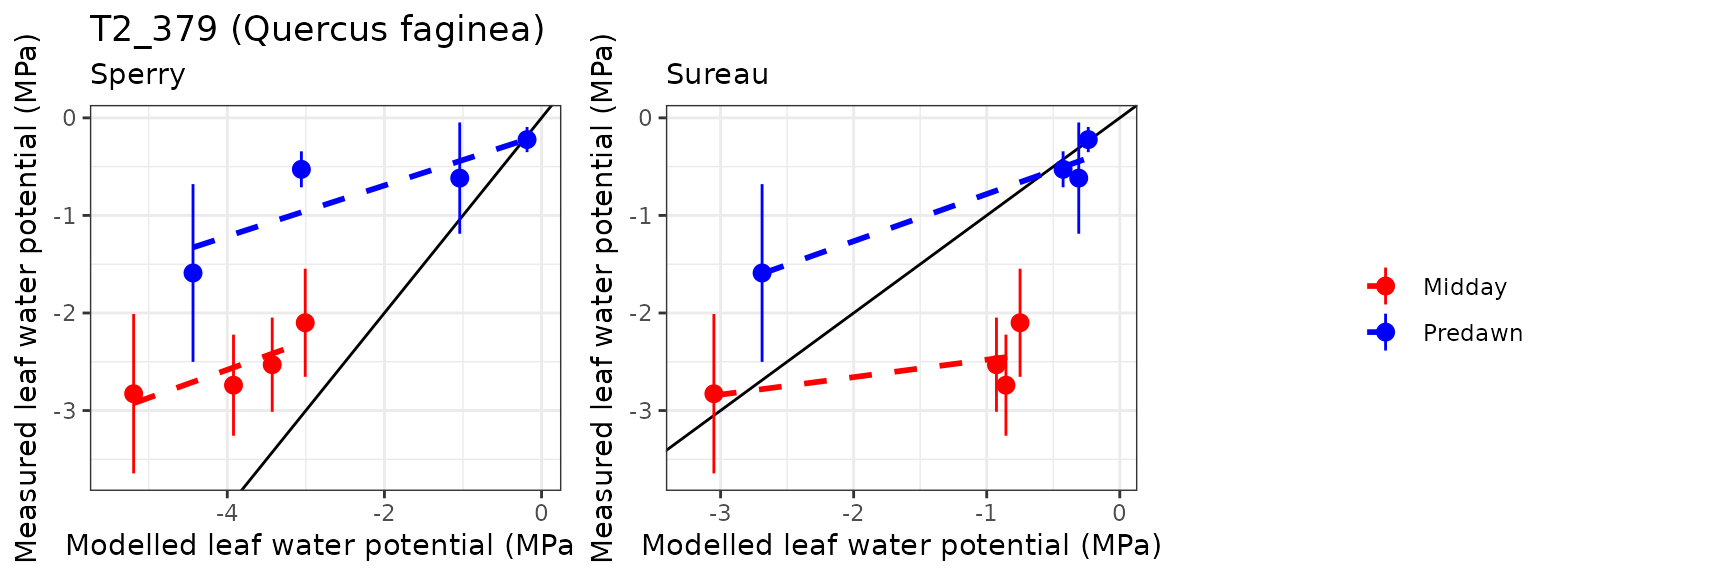 T2_379 (Quercus faginea)
Sperry
Measured leaf water potential (MPa)
0
-1
-2
-3
-4
-2
0
Modelled leaf water potential (MPa
Sureau
Measured leaf water potential (MPa)
0
-1
-2
-3
-3
-2
-1
0
Modelled leaf water potential (MPa)
Midday
Predawn